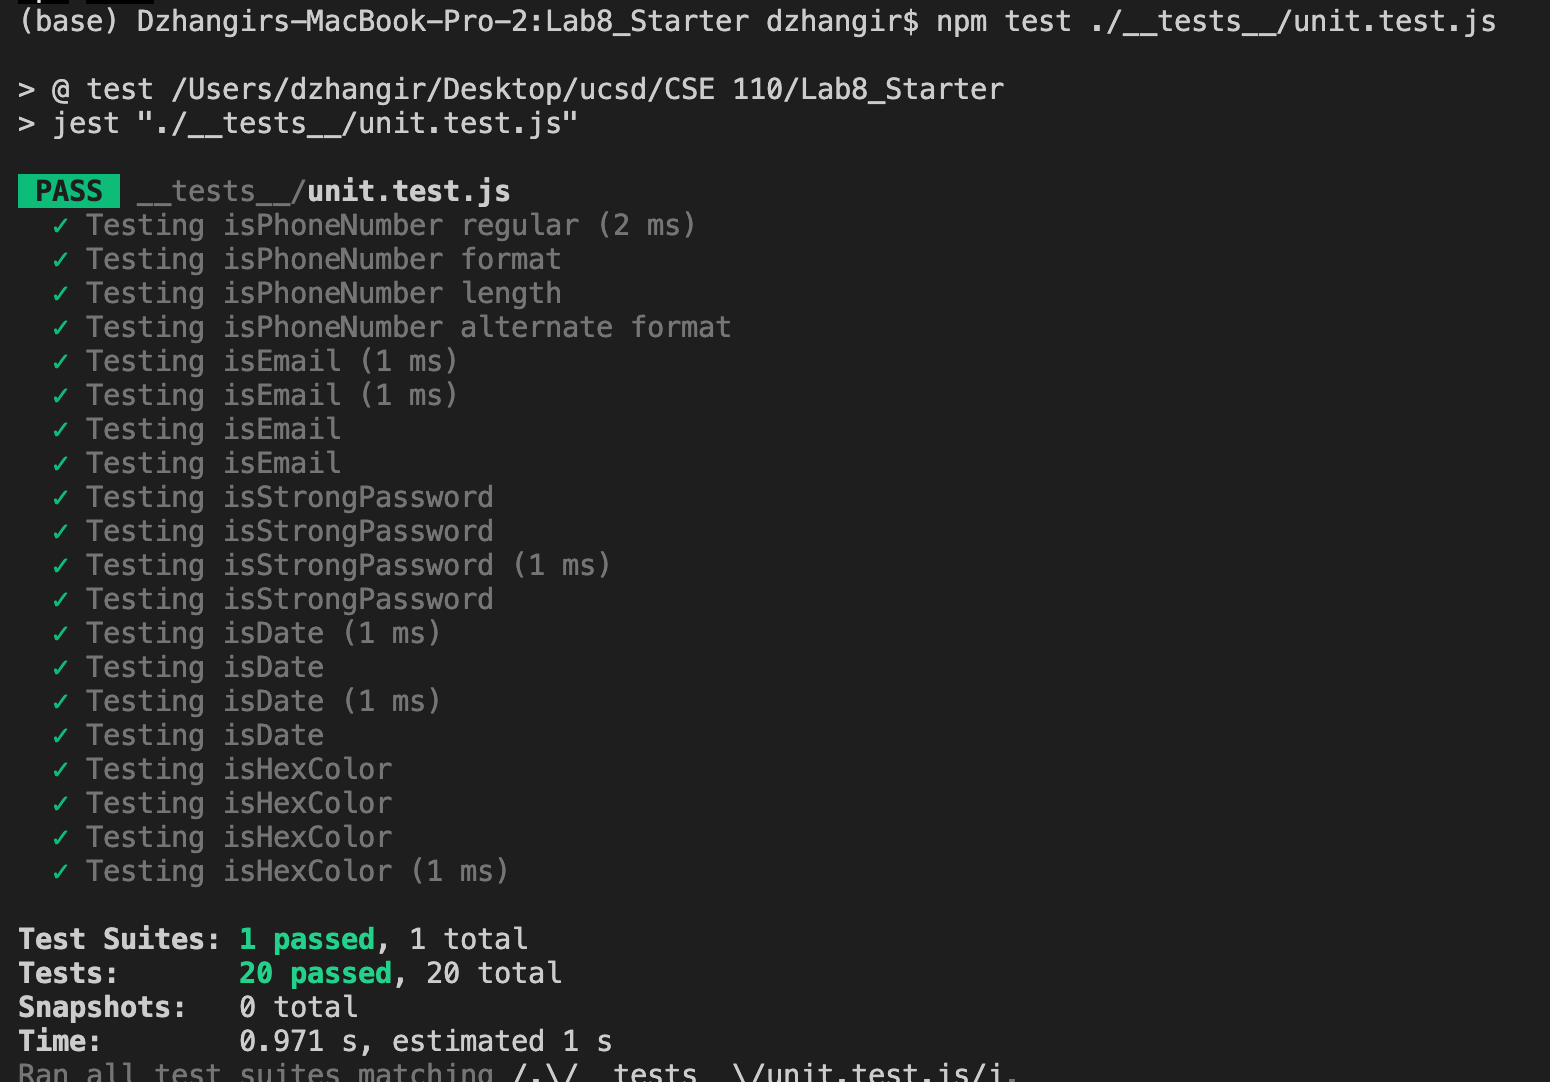 (base) Dzhangirs-MacBook-Pro-2:Lab8_Starter dzhangir$ npm test ./__tests__/unit.test.js
> @ test /Users/dzhangir/Desktop/ucsd/CSE 110/Lab8_Starter
> jest "./__tests__/unit.test.js"
PASS __tests__/unit.test.js
✓ Testing isPhoneNumber regular (2 ms)
✓ Testing isPhoneNumber format
✓ Testing isPhoneNumber length
✓ Testing isPhoneNumber alternate format
✓ Testing isEmail (1 ms)
✓ Testing isEmail (1 ms)
✓ Testing isEmail
✓ Testing isEmail
✓ Testing isStrongPassword
✓ Testing isStrongPassword
✓ Testing isStrongPassword (1 ms)
✓ Testing isStrongPassword
✓ Testing isDate (1 ms)
✓ Testing isDate
✓ Testing isDate (1 ms)
✓ Testing isDate
✓ Testing isHexColor
✓ Testing isHexColor
✓ Testing isHexColor
✓ Testing isHexColor (1 ms)
Test Suites: 1 passed, 1 total
Tests: 20 passed, 20 total
Snapshots: 0 total
Time: 0.971 s, estimated 1 s
Ran all test suites matching /.\/__tests__\/unit.test.js/i.